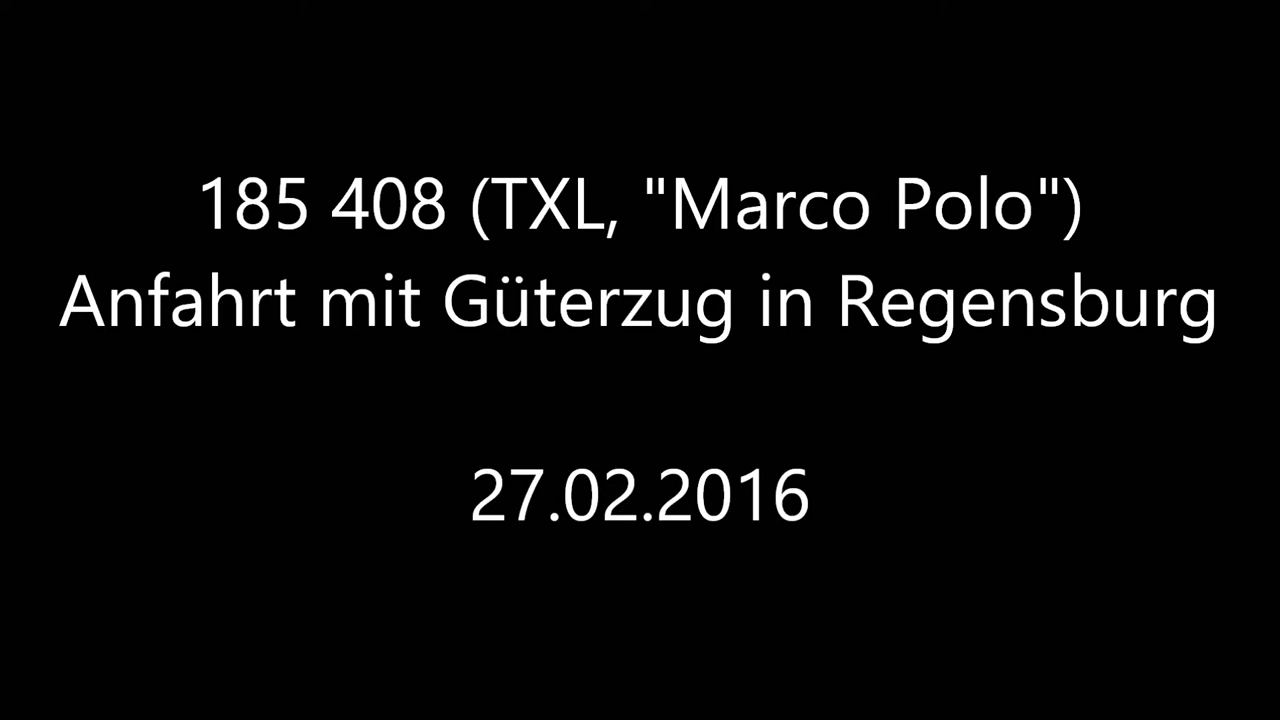 185 408 (TXL, "Marco Polo")
Anfahrt mit Güterzug in Regensburg
27.02.2016